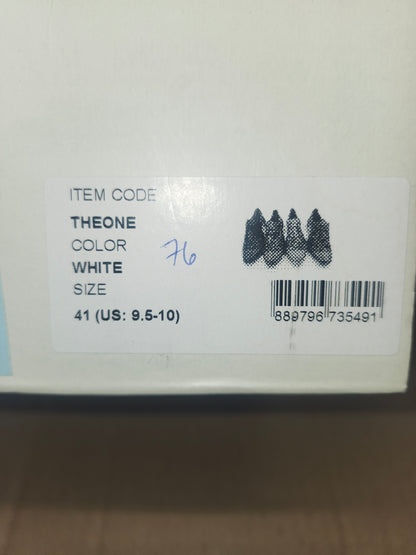 ITEM CODE
THEONE
COLOR
76
WHITE
SIZE
41 (US: 9.5-10)
889796 735491